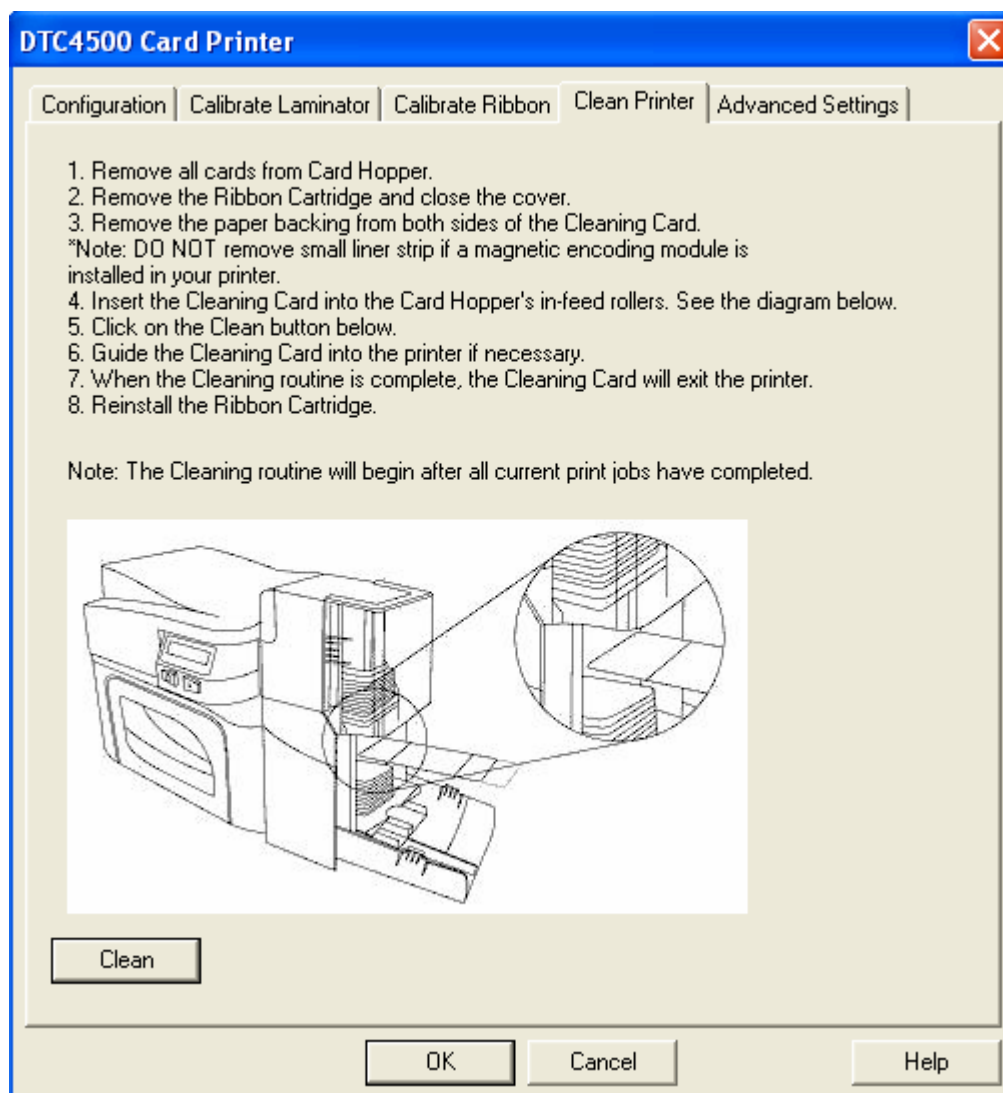 DTC4500 Card Printer
Configuration
Calibrate Laminator
Calibrate Ribbon
Clean Printer
Advanced Settings
1. Remove all cards from Card Hopper.
2. Remove the Ribbon Cartridge and close the cover.
3. Remove the paper backing from both sides of the Cleaning Card.
*Note: DO NOT remove small liner strip if a magnetic encoding module is
installed in your printer.
4. Insert the Cleaning Card into the Card Hopper's in-feed rollers. See the diagram below.
5. Click on the Clean button below.
6. Guide the Cleaning Card into the printer if necessary.
7. When the Cleaning routine is complete, the Cleaning Card will exit the printer.
8. Reinstall the Ribbon Cartridge.
Note: The Cleaning routine will begin after all current print jobs have completed.
Clean
OK
Cancel
Help